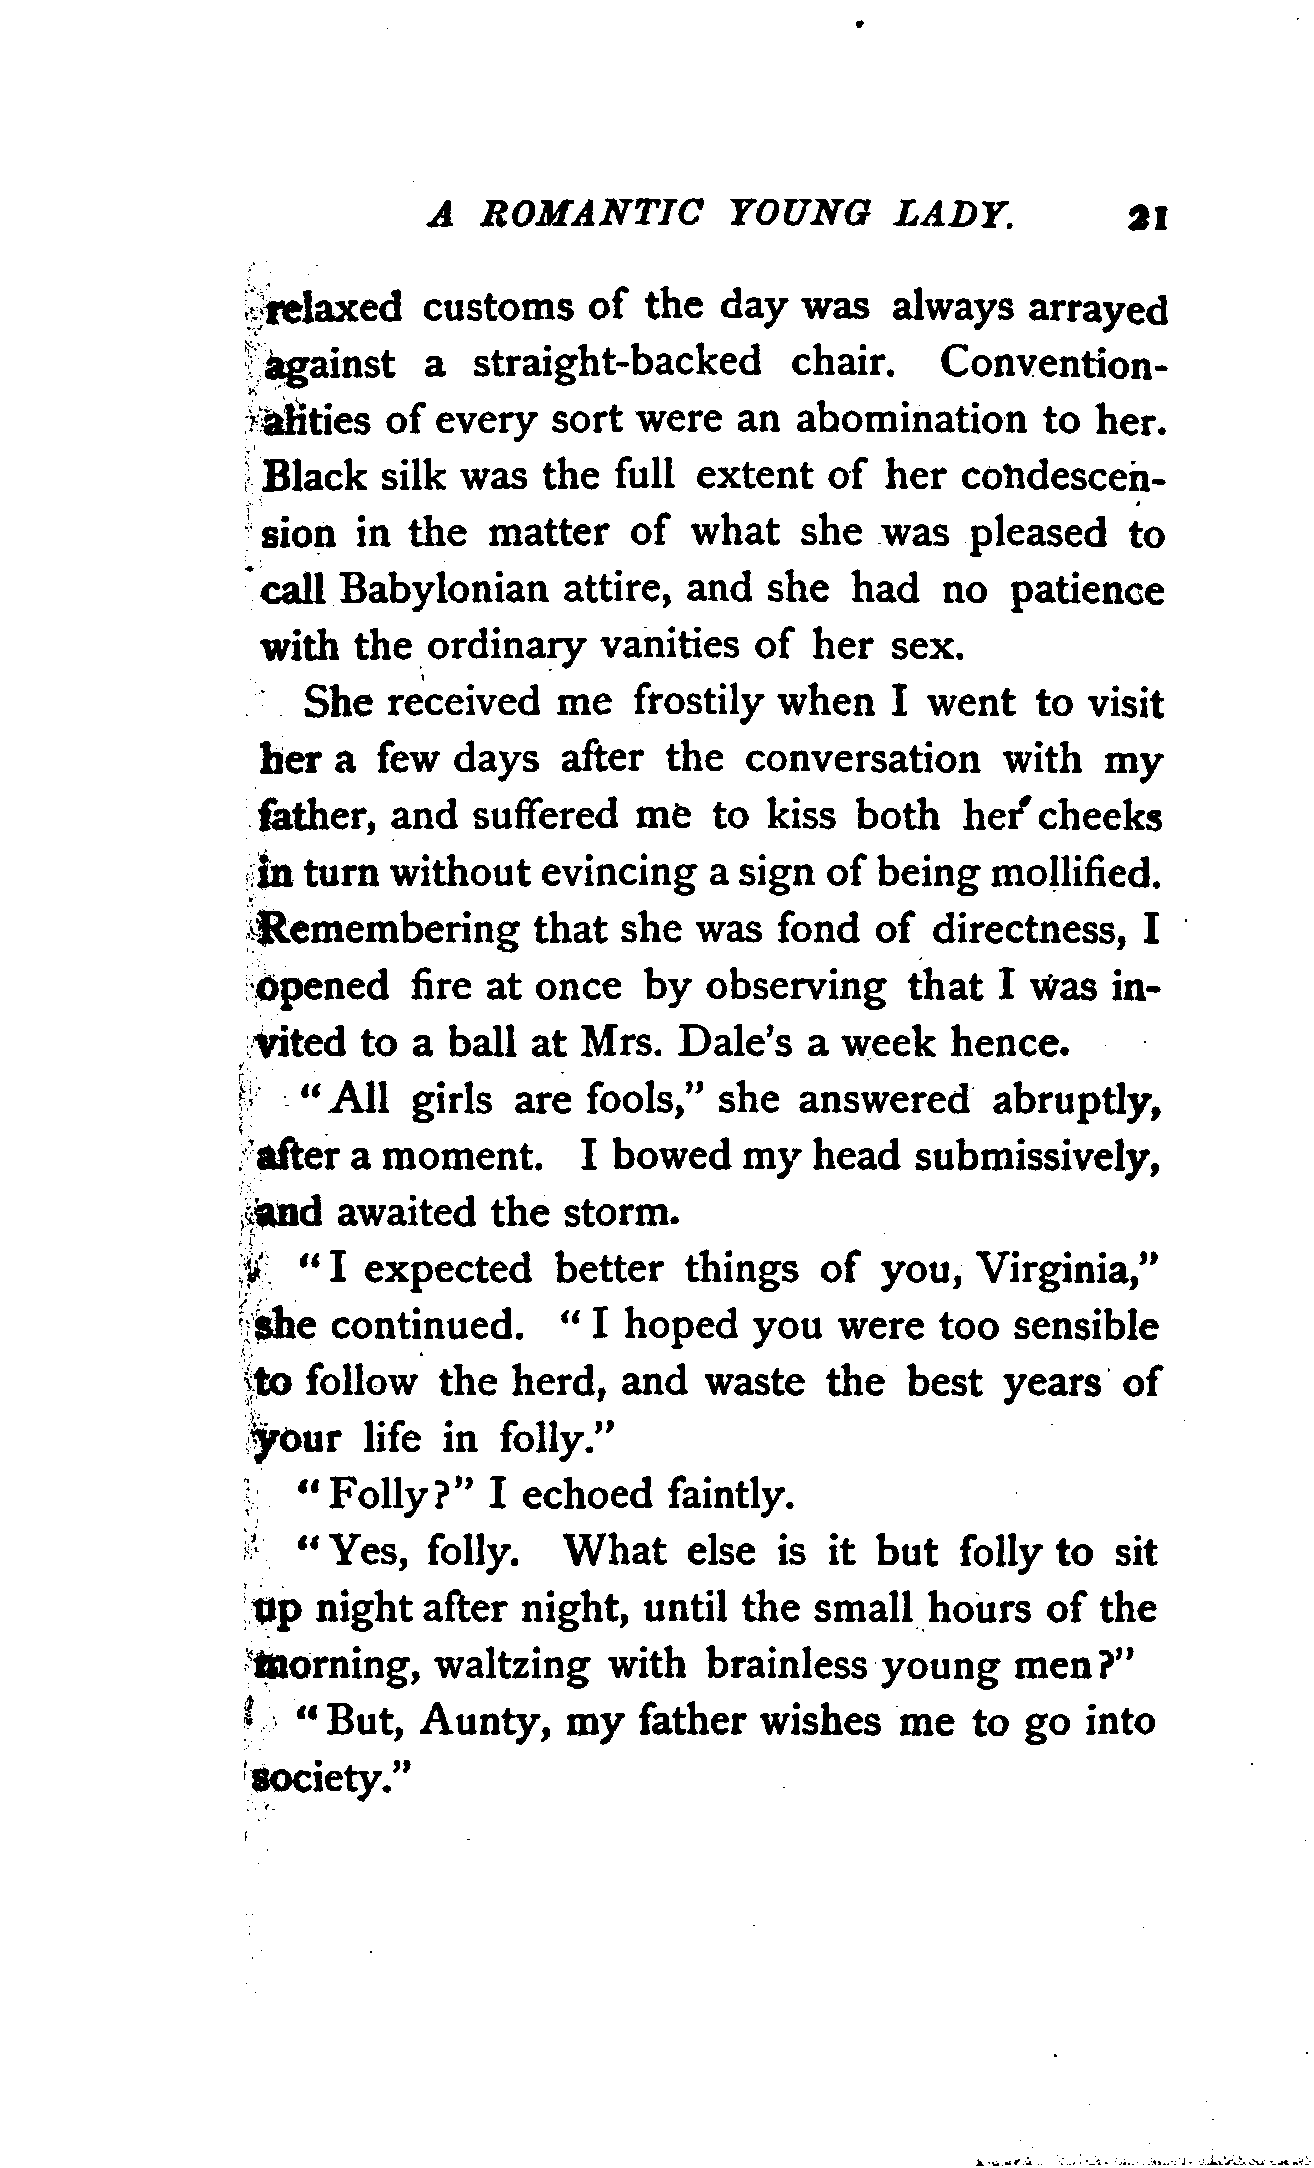 A ROMANTIC YOUNG LADY. 21
relaxed customs of the day was always arrayed
against a straight-backed chair. Convention-
alities of every sort were an abomination to her.
Black silk was the full extent of her condescen-
sion in the matter of what she was pleased to
call Babylonian attire, and she had no patience
with the ordinary vanities of her sex.
She received me frostily when I went to visit
her a few days after the conversation with my
father, and suffered me to kiss both her cheeks
in turn without evincing a sign of being mollified.
Remembering that she was fond of directness, I
opened fire at once by observing that I was in-
vited to a ball at Mrs. Dale's a week hence.
"All girls are fools," she answered abruptly,
after a moment. I bowed my head submissively,
and awaited the storm.
"I expected better things of you, Virginia,"
she continued. "I hoped you were too sensible
to follow the herd, and waste the best years of
your life in folly."
"Folly?" I echoed faintly.
"Yes, folly. What else is it but folly to sit
up night after night, until the small hours of the
morning, waltzing with brainless young men?"
"But, Aunty, my father wishes me to go into
society."